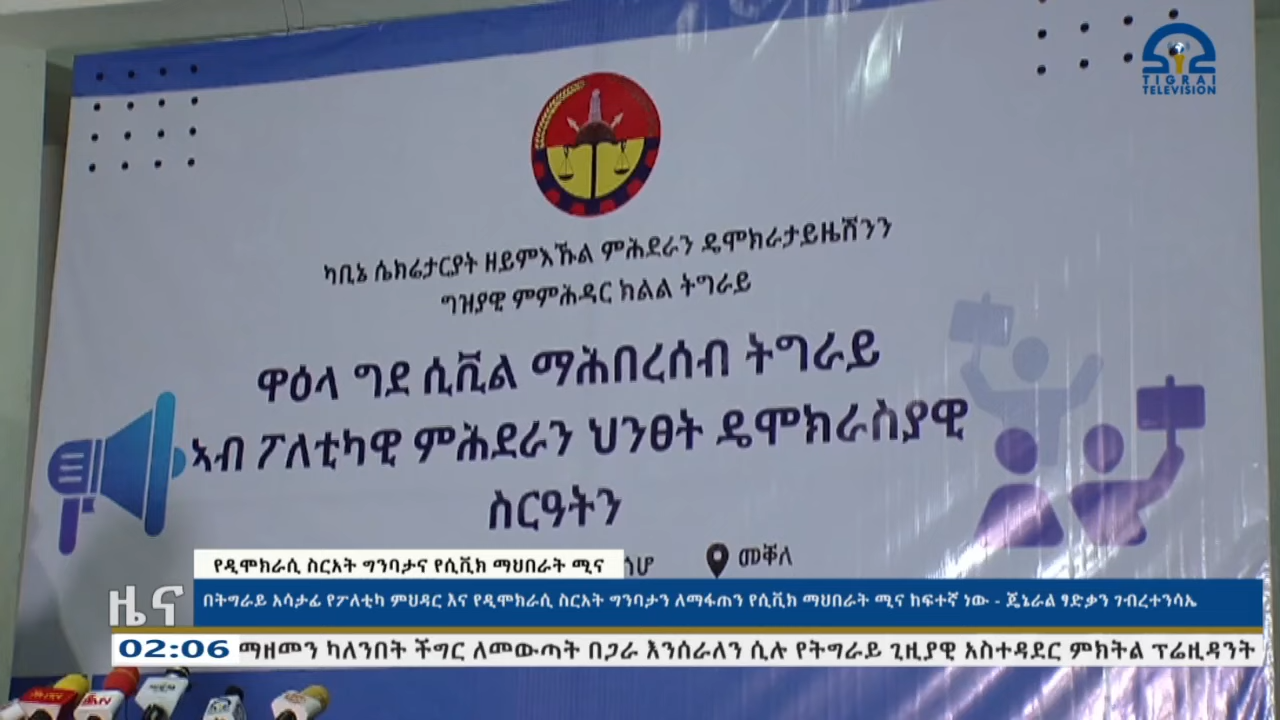 TIGRAI
TELEVISION
ካቢኔ ሴክሬታርያት ዘይምእኹል ምሕደራን ዴሞክራታይዜሽንን
ግዝያዊ ምምሕዳር ክልል ትግራይ
ዋዕላ ግደ ሲቪል ማሕበረሰብ ትግራይ
ኣብ ፖለቲካዊ ምሕደራን ህንፀት ዴሞክራስያዊ
ስርዓትን
መቐለ
የዲሞክራሲ ስርአት ግንባታና የሲቪክ ማህበራት ሚና
ዜና
በትግራይ አሳታፊ የፖለቲካ ምህዳር እና የዲሞክራሲ ስርአት ግንባታን ለማፋጠን የሲቪክ ማህበራት ሚና ከፍተኛ ነው - ጄኔራል ፃድቃን ገብረተንሳኤ
02:06 ማዘመን ካለንበት ችግር ለመውጣት በጋራ እንሰራለን ሲሉ የትግራይ ጊዚያዊ አስተዳደር ምክትል ፕሬዚዳንት